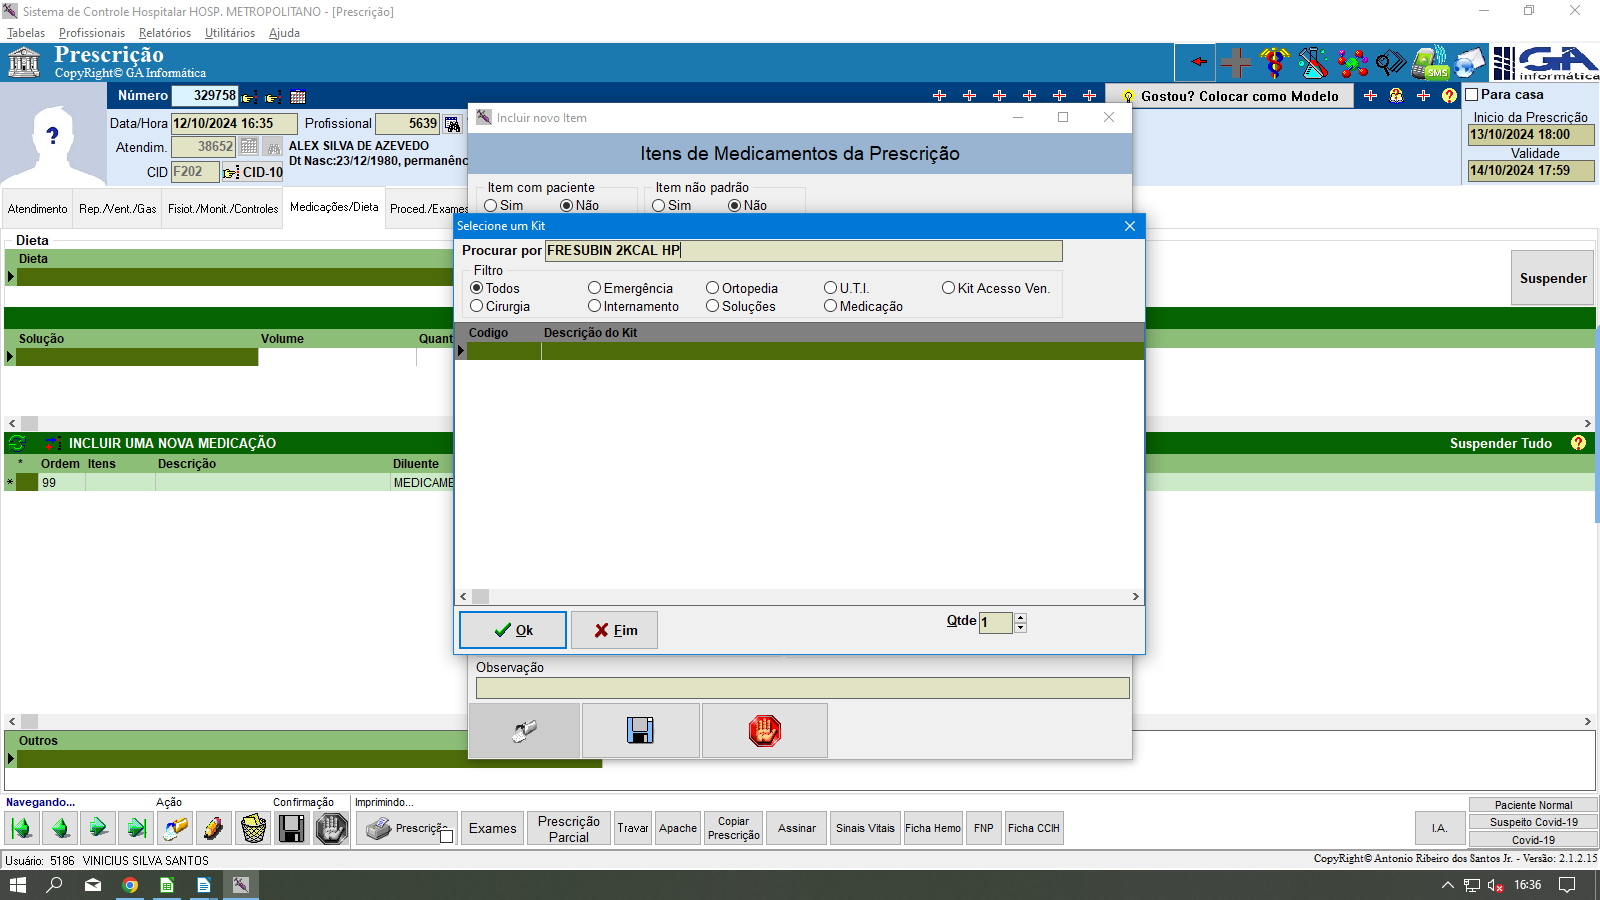 Sistema de Controle Hospitalar HOSP. METROPOLITANO - [Prescrição]
Tabelas Profissionais Relatórios Utilitários Ajuda
Prescrição
CopyRight© GA Informática
SMS
GA
informática
Número 329758
Gostou? Colocar como Modelo
Para casa
Data/Hora 12/10/2024 16:35 Profissional 5639
Atendim. 38652 ALEX SILVA DE AZEVEDO
Dt Nasc:23/12/1980, permanênc
CID F202 CID-10
Inicio da Prescrição
13/10/2024 18:00
Validade
14/10/2024 17:59
Atendimento Rep./Vent./Gas Fisiot./Monit./Controles Medicações/Dieta Proced./Exames
Incluir novo Item
Itens de Medicamentos da Prescrição
Item com paciente Item não padrão
Sim Não Sim Não
Selecione um Kit
Procurar por FRESUBIN 2KCAL HP
Filtro
Todos Emergência Ortopedia U.T.I. Kit Acesso Ven.
Cirurgia Internamento Soluções Medicação
Codigo Descrição do Kit
Ok Fim Qtde 1
Observação
Dieta
Dieta
Suspender
Solução Volume Quant
INCLUIR UMA NOVA MEDICAÇÃO Suspender Tudo
* Ordem Itens Descrição Diluente
* 99 MEDICAME
Outros
Navegando... Ação Confirmação Imprimindo...
Prescrição Exames Prescrição Parcial Travar Apache Copiar Prescrição Assinar Sinais Vitais Ficha Hemo FNP Ficha CCIH I.A.
Paciente Normal
Suspeito Covid-19
Covid-19
Usuário: 5186 VINICIUS SILVA SANTOS
CopyRight© Antonio Ribeiro dos Santos Jr. - Versão: 2.1.2.15
16:36